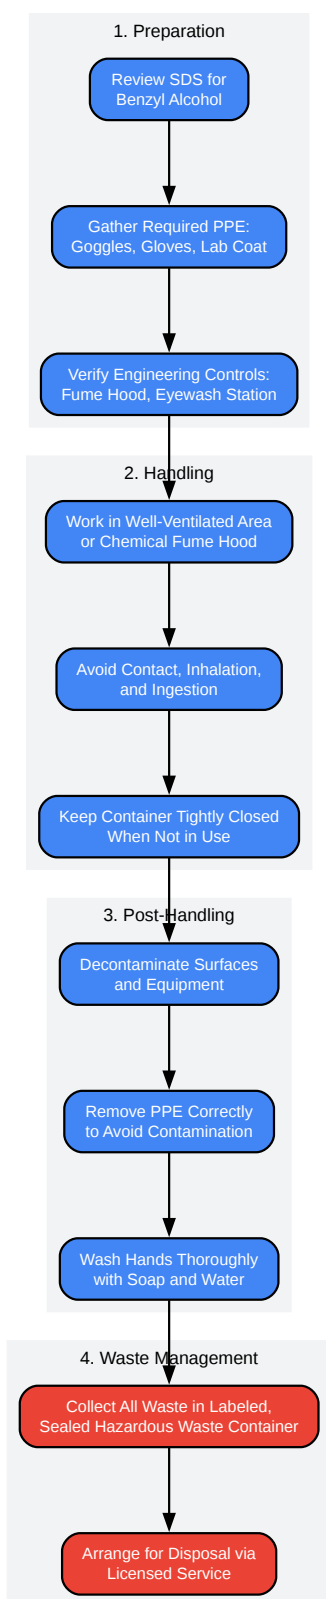 1. Preparation
Review SDS for
Benzyl Alcohol
Gather Required PPE:
Goggles, Gloves, Lab Coat
Verify Engineering Controls:
Fume Hood, Eyewash Station
2. Handling
Work in Well-Ventilated Area
or Chemical Fume Hood
Avoid Contact, Inhalation,
and Ingestion
Keep Container Tightly Closed
When Not in Use
3. Post-Handling
Decontaminate Surfaces
and Equipment
Remove PPE Correctly
to Avoid Contamination
Wash Hands Thoroughly
with Soap and Water
4. Waste Management
Collect All Waste in Labeled,
Sealed Hazardous Waste Container
Arrange for Disposal via
Licensed Service